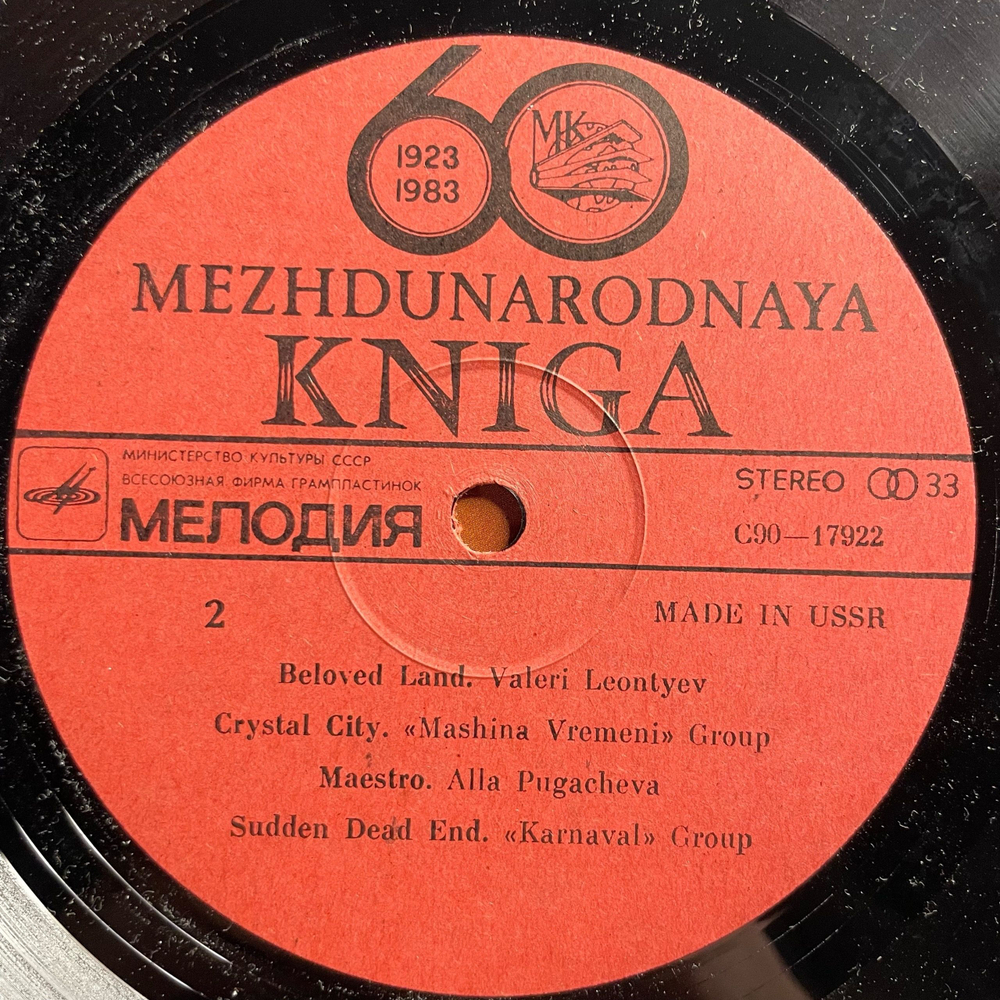 60
1923
1983
MK
MEZHDUNARODNAYA
KNIGA
МИНИСТЕРСТВО КУЛЬТУРЫ СССР
ВСЕСОЮЗНАЯ ФИРМА ГРАМПЛАСТИНОК
МЕЛОДИЯ
STEREO 33
С90—17922
2
MADE IN USSR
Beloved Land. Valeri Leontyev
Crystal City. «Mashina Vremeni» Group
Maestro. Alla Pugacheva
Sudden Dead End. «Karnaval» Group